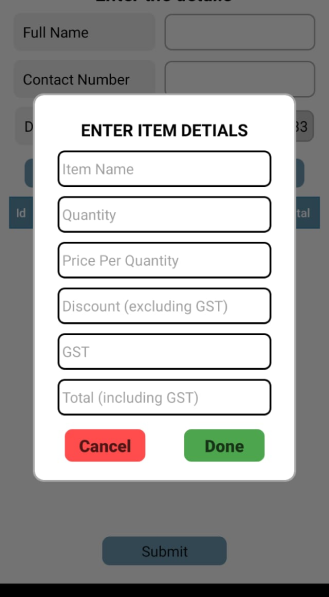 Full Name
Contact Number
D
33
Id
tal
ENTER ITEM DETIALS
Item Name
Quantity
Price Per Quantity
Discount (excluding GST)
GST
Total (including GST)
Cancel Done
Submit